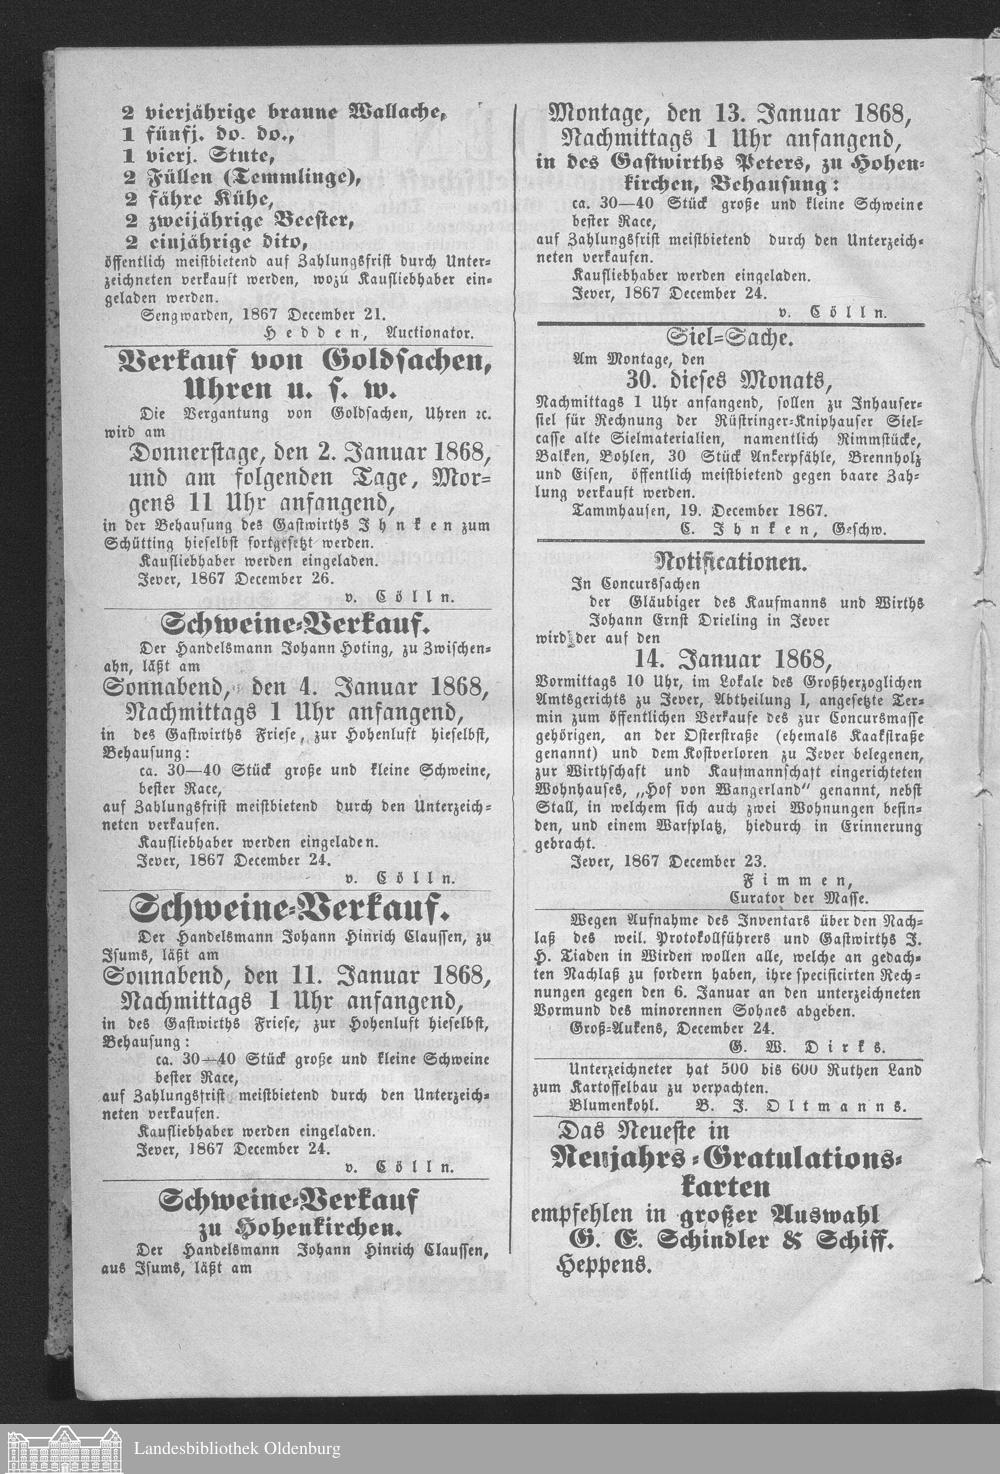 2 vierjährige braune Wallache,
1 fünfj. do. do.,
1 vierj. Stute,
2 Füllen (Temmlinge),
2 fähre Kühe,
2 zweijährige Beester,
2 einjährige dito,
öffentlich meistbietend auf Zahlungsfrist durch Unter-
zeichneten verkauft werden, wozu Kaufliebhaber ein-
geladen werden.
Sengwarden, 1867 December 21.
Hedden, Auctionator.
Verkauf von Goldsachen,
Uhren u. s. w.
Die Vergantung von Goldsachen, Uhren ꝛc.
wird am
Donnerstage, den 2. Januar 1868,
und am folgenden Tage, Mor-
gens 11 Uhr anfangend,
in der Behausung des Gastwirths Ihnken zum
Schütting hieselbst fortgesetzt werden.
Kaufliebhaber werden eingeladen.
Jever, 1867 December 26.
v. Cölln.
Schweine-Verkauf.
Der Handelsmann Johann Hoting, zu Zwischen-
ahn, läßt am
Sonnabend, den 4. Januar 1868,
Nachmittags 1 Uhr anfangend,
in des Gastwirths Friese, zur Hohenluft hieselbst,
Behausung:
ca. 30—40 Stück große und kleine Schweine,
bester Race,
auf Zahlungsfrist meistbietend durch den Unterzeich-
neten verkaufen.
Kaufliebhaber werden eingeladen.
Jever, 1867 December 24.
v. Cölln.
Schweine-Verkauf.
Der Handelsmann Johann Hinrich Claussen, zu
Jsums, läßt am
Sonnabend, den 11. Januar 1868,
Nachmittags 1 Uhr anfangend,
in des Gastwirths Friese, zur Hohenluft hieselbst,
Behausung:
ca. 30—40 Stück große und kleine Schweine
bester Race,
auf Zahlungsfrist meistbietend durch den Unterzeich-
neten verkaufen.
Kaufliebhaber werden eingeladen.
Jever, 1867 December 24.
v. Cölln.
Schweine-Verkauf
zu Hohenkirchen.
Der Handelsmann Johann Hinrich Claussen,
aus Jsums, läßt am
Montage, den 13. Januar 1868,
Nachmittags 1 Uhr anfangend,
in des Gastwirths Peters, zu Hohen-
kirchen, Behausung:
ca. 30—40 Stück große und kleine Schweine
bester Race,
auf Zahlungsfrist meistbietend durch den Unterzeich-
neten verkaufen.
Kaufliebhaber werden eingeladen.
Jever, 1867 December 24.
v. Cölln.
Siel-Sache.
Am Montage, den
30. dieses Monats,
Nachmittags 1 Uhr anfangend, sollen zu Inhauser-
siel für Rechnung der Rüstringer-Kniphauser Siel-
casse alte Sielmaterialien, namentlich Rimmstücke,
Balken, Bohlen, 30 Stück Ankerpfähle, Brennholz
und Eisen, öffentlich meistbietend gegen baare Zah-
lung verkauft werden.
Tammhausen, 19. December 1867.
C. Ihnken, Geschw.
Notificationen.
In Concurssachen
der Gläubiger des Kaufmanns und Wirths
Johann Ernst Drieling in Jever
wird der auf den
14. Januar 1868,
Vormittags 10 Uhr, im Lokale des Großherzoglichen
Amtsgerichts zu Jever, Abtheilung I, angesetzte Ter-
min zum öffentlichen Verkaufe des zur Concursmasse
gehörigen, an der Osterstraße (ehemals Kaakstraße
genannt) und dem Kostverloren zu Jever belegenen,
zur Wirthschaft und Kaufmannschaft eingerichteten
Wohnhauses, „Hof von Wangerland“ genannt, nebst
Stall, in welchem sich auch zwei Wohnungen befin-
den, und einem Warfplatz, hiedurch in Erinnerung
gebracht.
Jever, 1867 December 23.
Fimmen,
Curator der Masse.
Wegen Aufnahme des Inventars über den Nach-
laß des weil. Protokollführers und Gastwirths J.
H. Tiaden in Wirden wollen alle, welche an gedach-
ten Nachlaß zu fordern haben, ihre specificirten Rech-
nungen gegen den 6. Januar an den unterzeichneten
Vormund des minorennen Sohnes abgeben.
Groß-Aukens, December 24.
G. W. Dirks.
Unterzeichneter hat 500 bis 600 Ruthen Land
zum Kartoffelbau zu verpachten.
Blumenkohl. B. J. Oltmanns.
Das Neueste in
Neujahrs-Gratulations-
karten
empfehlen in großer Auswahl
G. E. Schindler & Schiff.
Heppens.
Landesbibliothek Oldenburg